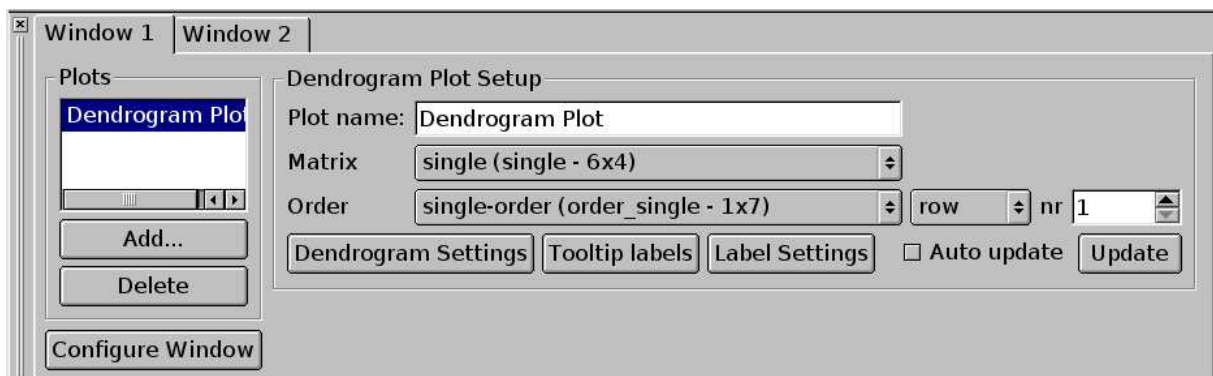 Window 1 Window 2
Plots
Dendrogram Plot
Add...
Delete
Configure Window
Dendrogram Plot Setup
Plot name: Dendrogram Plot
Matrix single (single - 6x4)
Order single-order (order_single - 1x7) row nr 1
Dendrogram Settings Tooltip labels Label Settings Auto update Update